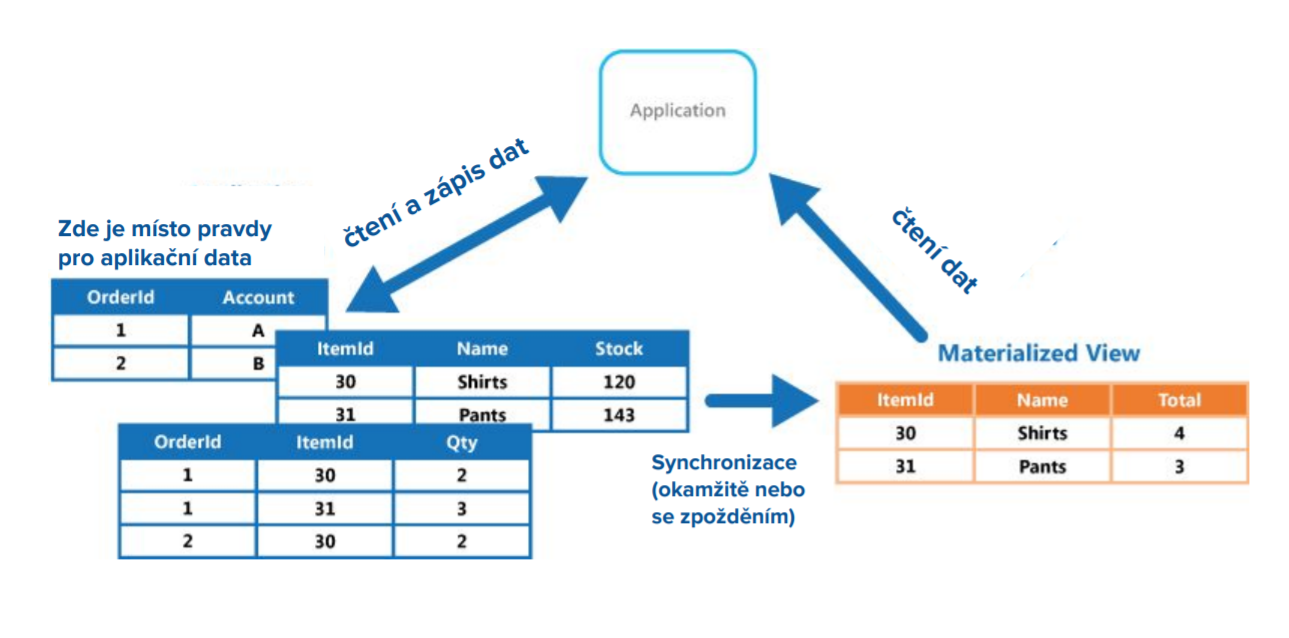 Application
čtení a zápis dat
čtení dat
Zde je místo pravdy
pro aplikační data
OrderId Account
1 A
2 B
ItemId Name Stock
30 Shirts 120
31 Pants 143
OrderId ItemId Qty
1 30 2
1 31 3
2 30 2
Synchronizace
(okamžitě nebo
se zpožděním)
Materialized View
ItemId Name Total
30 Shirts 4
31 Pants 3